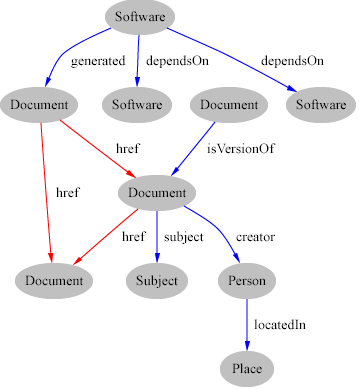 Software
generated
dependsOn
dependsOn
Document
Software
Document
Software
href
isVersionOf
href
Document
href
subject
creator
Document
Subject
Person
locatedIn
Place